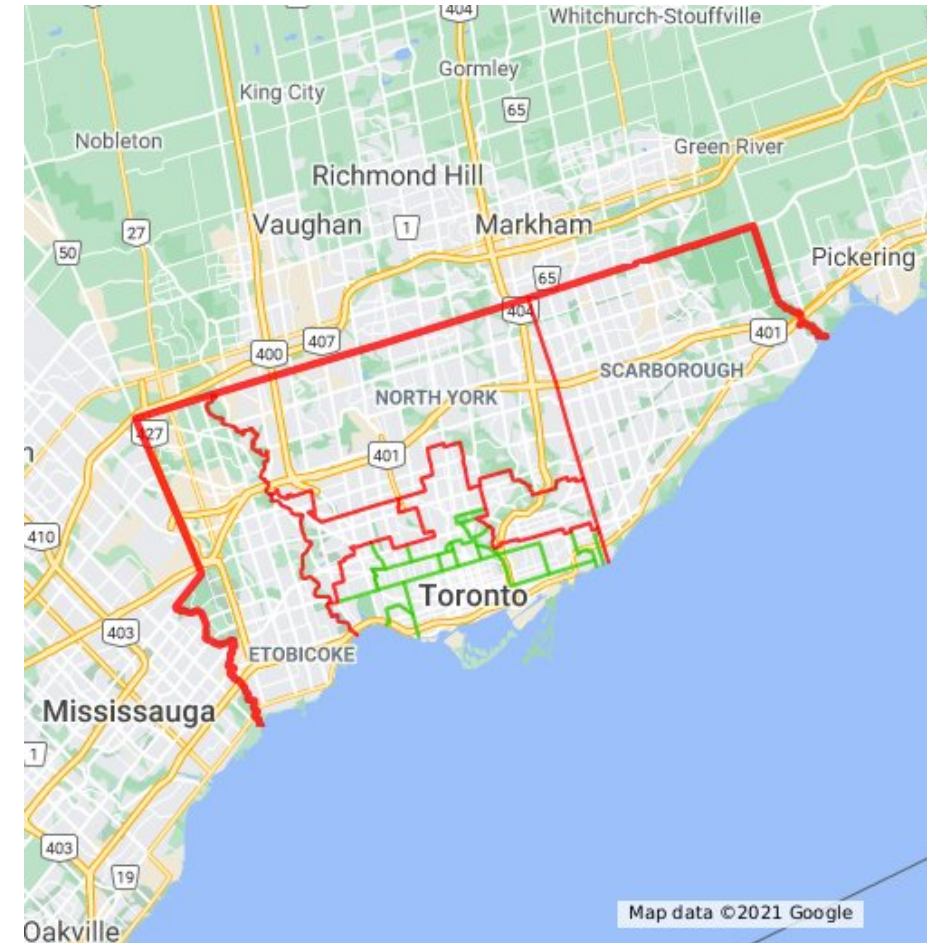 404
Whitchurch-Stouffville
Gormley
King City
65
Nobleton
Green River
Richmond Hill
Vaughan
1
Markham
27
50
Pickering
65
404
407
401
400
SCARBOROUGH
NORTH YORK
427
n
401
410
Toronto
403
ETOBICOKE
Mississauga
1
403
19
Map data ©2021 Google
Oakville